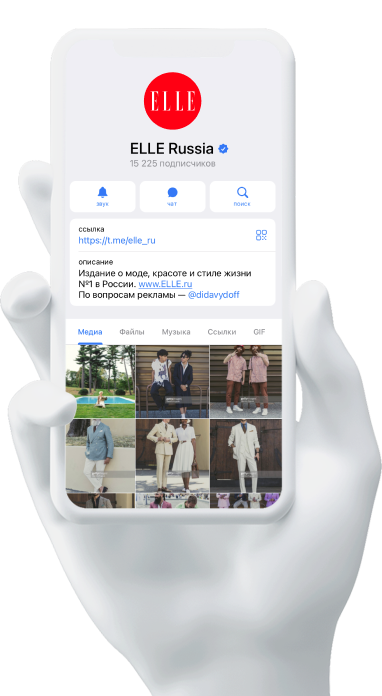 ELLE
ELLE Russia
15 225 подписчиков
звук
чат
поиск
ссылка
https://t.me/elle_ru
описание
Издание о моде, красоте и стиле жизни
№1 в России. www.ELLE.ru
По вопросам рекламы — @didavydoff
Медиа Файлы Музыка Ссылки GIF